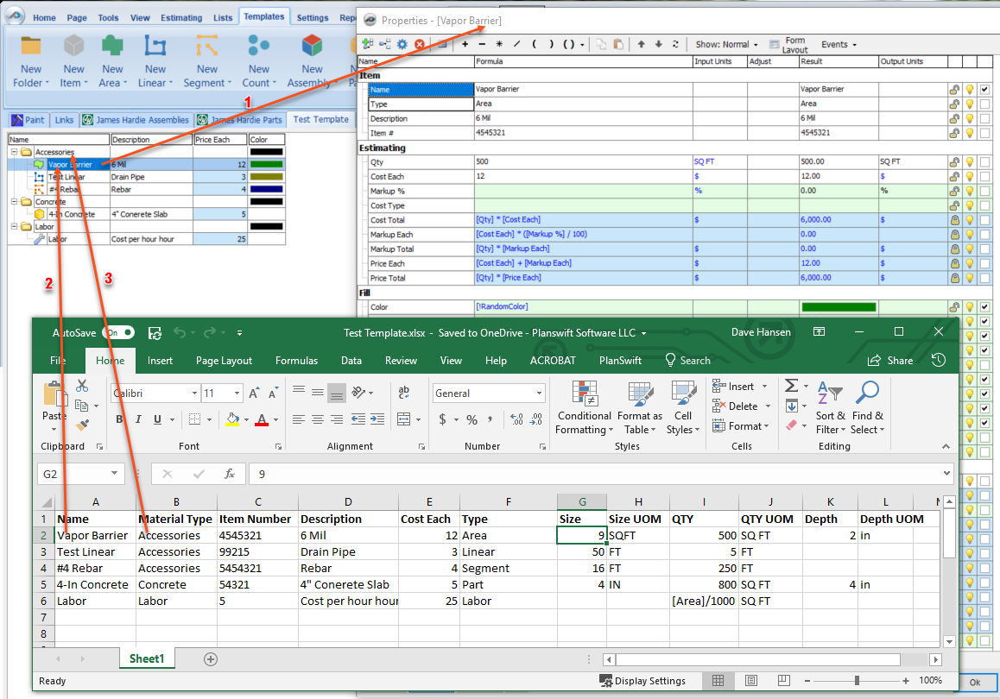 Home Page Tools View Estimating Lists Templates Settings
New Folder
New Item
New Area
New Linear
New Segment
New Count
New Assembly
Paint Links James Hardie Assemblies James Hardie Parts Test Template
Name Description Price Each Color
Accessories
Vapor Barrier 6 Mil 12
Test Linear Drain Pipe 3
#4 Rebar Rebar 4
Concrete
4-In Concrete 4" Conerete Slab 5
Labor
Labor Cost per hour hour 25
1
2
3
Properties - [Vapor Barrier]
Show: Normal Form Layout Events
Name Formula Input Units Adjust Result Output Units
Item
Name Vapor Barrier Vapor Barrier
Type Area Area
Description 6 Mil 6 Mil
Item # 4545321 4545321
Estimating
Qty 500 SQ FT 500.00 SQ FT
Cost Each 12 $ 12.00 $
Markup % % 0.00 %
Cost Type
Cost Total [Qty] * [Cost Each] $ 6,000.00 $
Markup Each [Cost Each] * ([Markup %] / 100) 0.00
Markup Total [Qty] * [Markup Each] $ 0.00 $
Price Each [Cost Each] + [Markup Each] $ 12.00 $
Price Total [Qty] * [Price Each] $ 6,000.00 $
Fill
Color [!RandomColor]
AutoSave On Test Template.xlsx - Saved to OneDrive - Planswift Software LLC Dave Hansen
File Home Insert Page Layout Formulas Data Review View Help ACROBAT PlanSwift Search Share
Paste
Calibri 11
B I U
General
$ %
Conditional Formatting
Format as Table
Cell Styles
Insert
Delete
Format
Sort & Filter
Find & Select
Clipboard Font Alignment Number Styles Cells Editing
G2 fx 9
A B C D E F G H I J K L
1 Name Material Type Item Number Description Cost Each Type Size Size UOM QTY QTY UOM Depth Depth UOM
2 Vapor Barrier Accessories 4545321 6 Mil 12 Area 9 SQFT 500 SQ FT 2 in
3 Test Linear Accessories 99215 Drain Pipe 3 Linear 50 FT 5 FT
4 #4 Rebar Accessories 5454321 Rebar 4 Segment 16 FT 250 FT
5 4-In Concrete Concrete 54321 4" Conerete Slab 5 Part 4 IN 800 SQ FT 4 in
6 Labor Labor 5 Cost per hour hour 25 Labor [Area]/1000 SQ FT
7
8
Sheet1
Ready Display Settings 100%
Ok